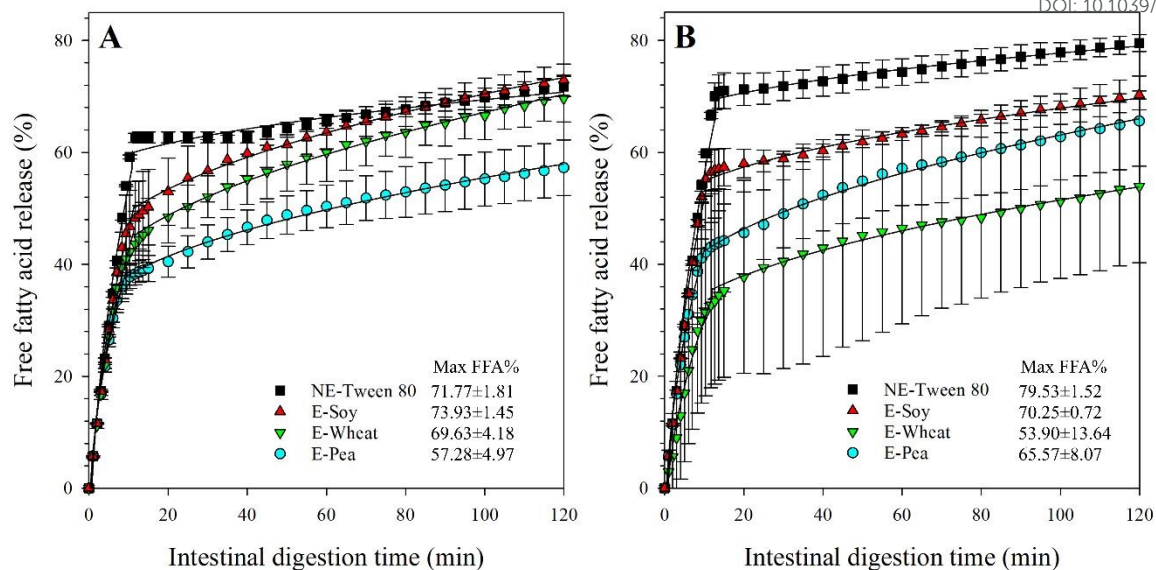 DOI: 10.1039/
A
B
Free fatty acid release (%)
80
60
40
20
0
Max FFA%
NE-Tween 80 71.77±1.81
E-Soy 73.93±1.45
E-Wheat 69.63±4.18
E-Pea 57.28±4.97
0 20 40 60 80 100 120
Intestinal digestion time (min)
Free fatty acid release (%)
80
60
40
20
0
Max FFA%
NE-Tween 80 79.53±1.52
E-Soy 70.25±0.72
E-Wheat 53.90±13.64
E-Pea 65.57±8.07
0 20 40 60 80 100 120
Intestinal digestion time (min)